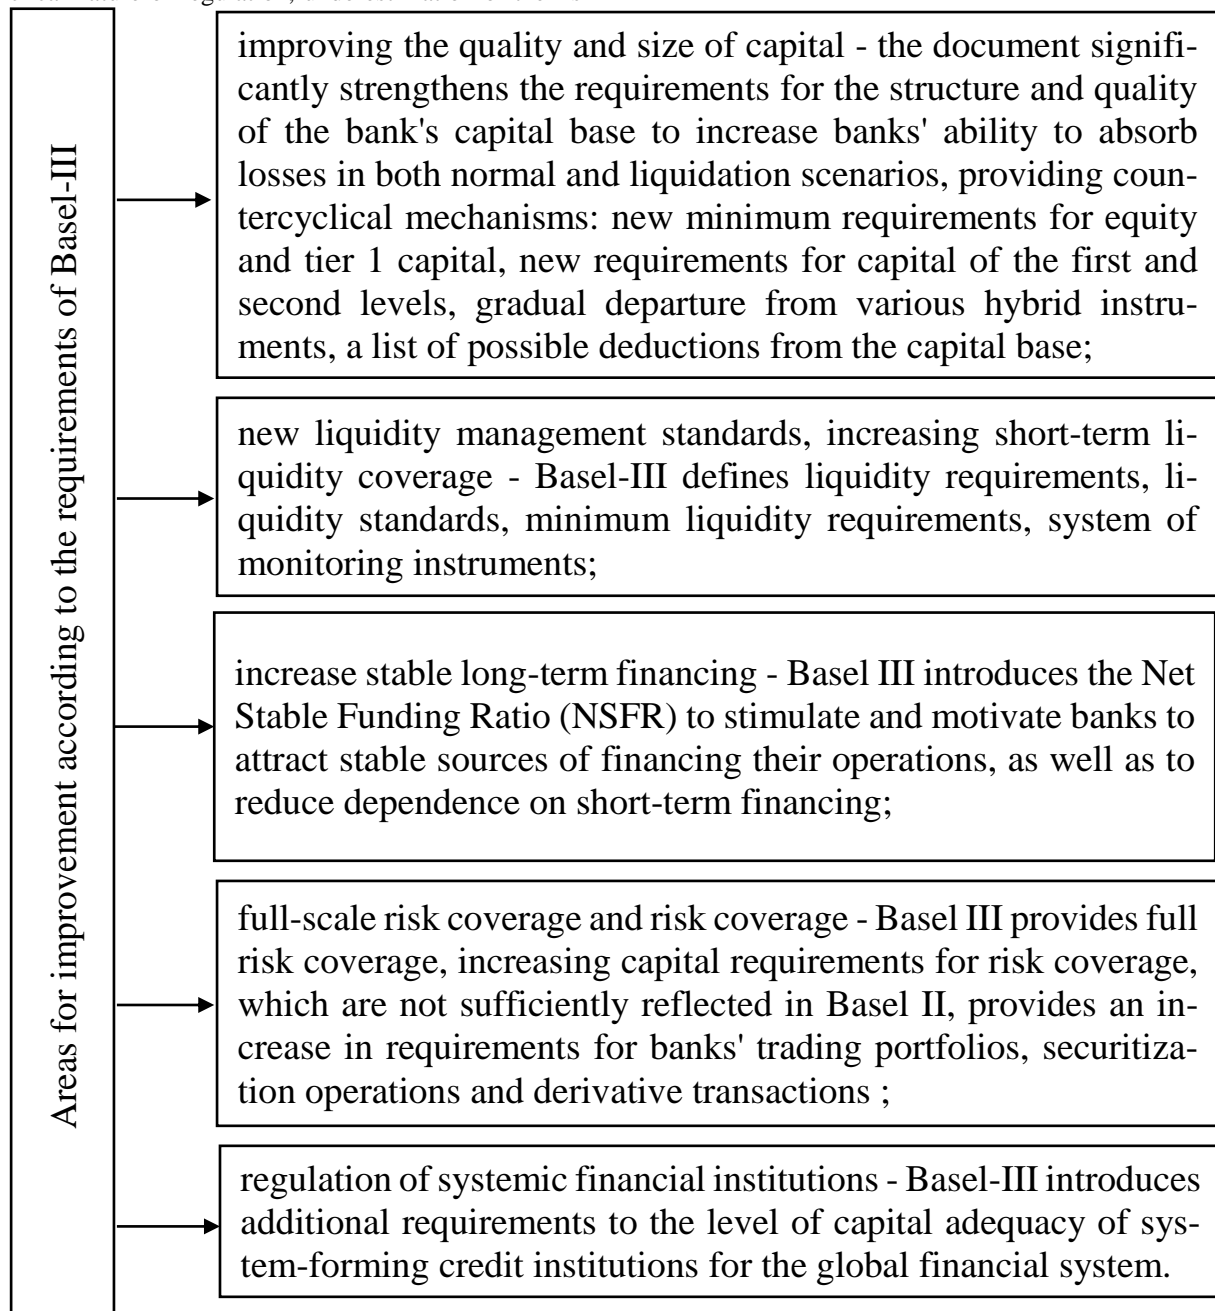 Areas for improvement according to the requirements of Basel-III
improving the quality and size of capital - the document signifi-
cantly strengthens the requirements for the structure and quality
of the bank's capital base to increase banks' ability to absorb
losses in both normal and liquidation scenarios, providing coun-
tercyclical mechanisms: new minimum requirements for equity
and tier 1 capital, new requirements for capital of the first and
second levels, gradual departure from various hybrid instru-
ments, a list of possible deductions from the capital base;
new liquidity management standards, increasing short-term li-
quidity coverage - Basel-III defines liquidity requirements, li-
quidity standards, minimum liquidity requirements, system of
monitoring instruments;
increase stable long-term financing - Basel III introduces the Net
Stable Funding Ratio (NSFR) to stimulate and motivate banks to
attract stable sources of financing their operations, as well as to
reduce dependence on short-term financing;
full-scale risk coverage and risk coverage - Basel III provides full
risk coverage, increasing capital requirements for risk coverage,
which are not sufficiently reflected in Basel II, provides an in-
crease in requirements for banks' trading portfolios, securitiza-
tion operations and derivative transactions ;
regulation of systemic financial institutions - Basel-III introduces
additional requirements to the level of capital adequacy of sys-
tem-forming credit institutions for the global financial system.